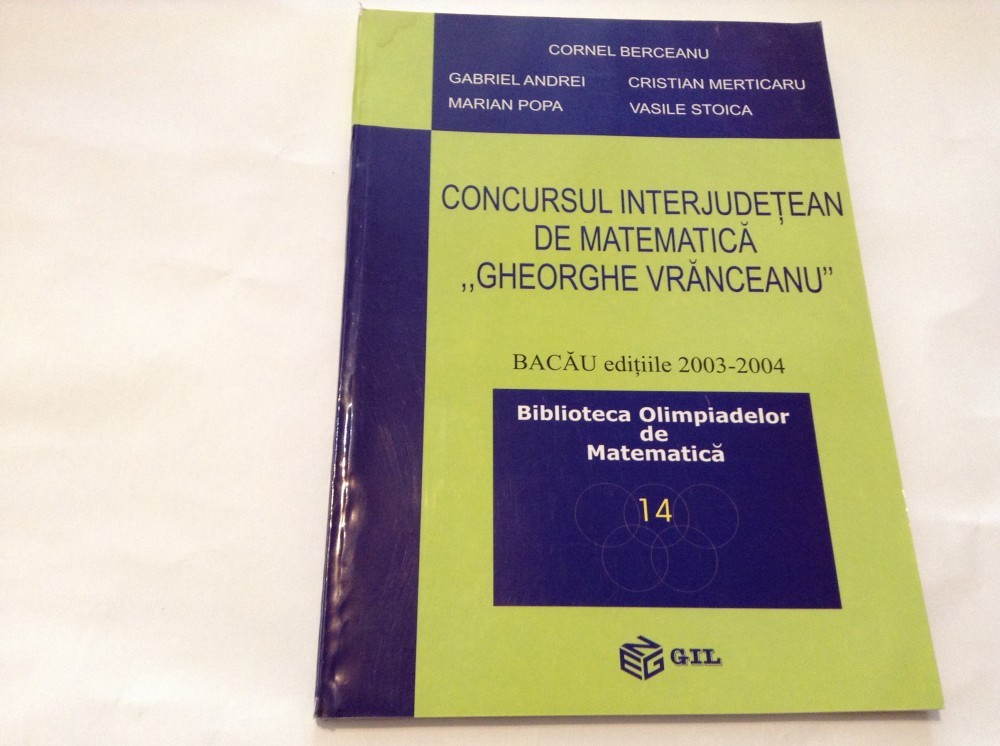 CORNEL BERCEANU
GABRIEL ANDREI CRISTIAN MERTICARU
MARIAN POPA VASILE STOICA
CONCURSUL INTERJUDEȚEAN
DE MATEMATICĂ
,,GHEORGHE VRĂNCEANU”
BACĂU edițiile 2003-2004
Biblioteca Olimpiadelor
de
Matematică
14
ZEG GIL